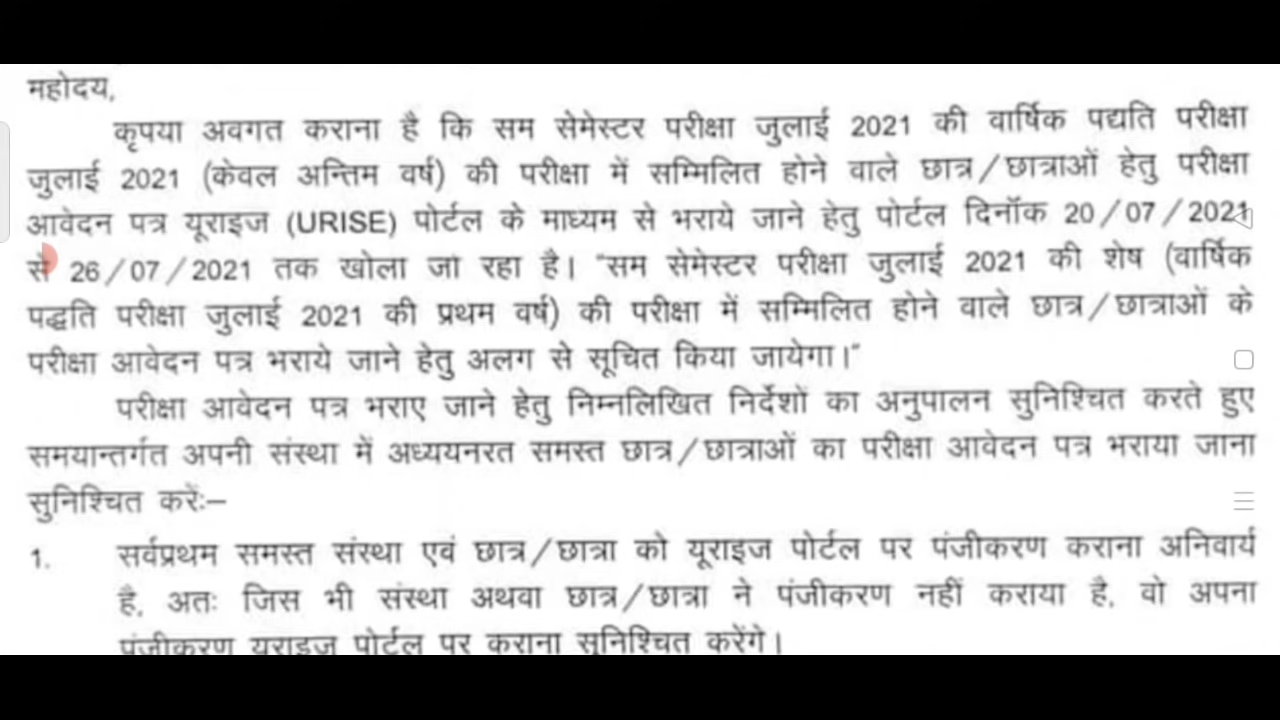 महोदय,
कृपया अवगत कराना है कि सम सेमेस्टर परीक्षा जुलाई 2021 की वार्षिक पद्यति परीक्षा
जुलाई 2021 (केवल अन्तिम वर्ष) की परीक्षा में सम्मिलित होने वाले छात्र/छात्राओं हेतु परीक्षा
आवेदन पत्र यूराइज (URISE) पोर्टल के माध्यम से भराये जाने हेतु पोर्टल दिनॉक 20/07/2021
से 26/07/2021 तक खोला जा रहा है। "सम सेमेस्टर परीक्षा जुलाई 2021 की शेष (वार्षिक
पद्धति परीक्षा जुलाई 2021 की प्रथम वर्ष) की परीक्षा में सम्मिलित होने वाले छात्र/छात्राओं के
परीक्षा आवेदन पत्र भराये जाने हेतु अलग से सूचित किया जायेगा।"
परीक्षा आवेदन पत्र भराए जाने हेतु निम्नलिखित निर्देशों का अनुपालन सुनिश्चित करते हुए
समयान्तर्गत अपनी संस्था में अध्ययनरत समस्त छात्र/छात्राओं का परीक्षा आवेदन पत्र भराया जाना
सुनिश्चित करेंः–
1. सर्वप्रथम समस्त संस्था एवं छात्र/छात्रा को यूराइज पोर्टल पर पंजीकरण कराना अनिवार्य
है, अतः जिस भी संस्था अथवा छात्र/छात्रा ने पंजीकरण नहीं कराया है, वो अपना
पंजीकरण यूराइज पोर्टल पर कराना सुनिश्चित करेंगे।